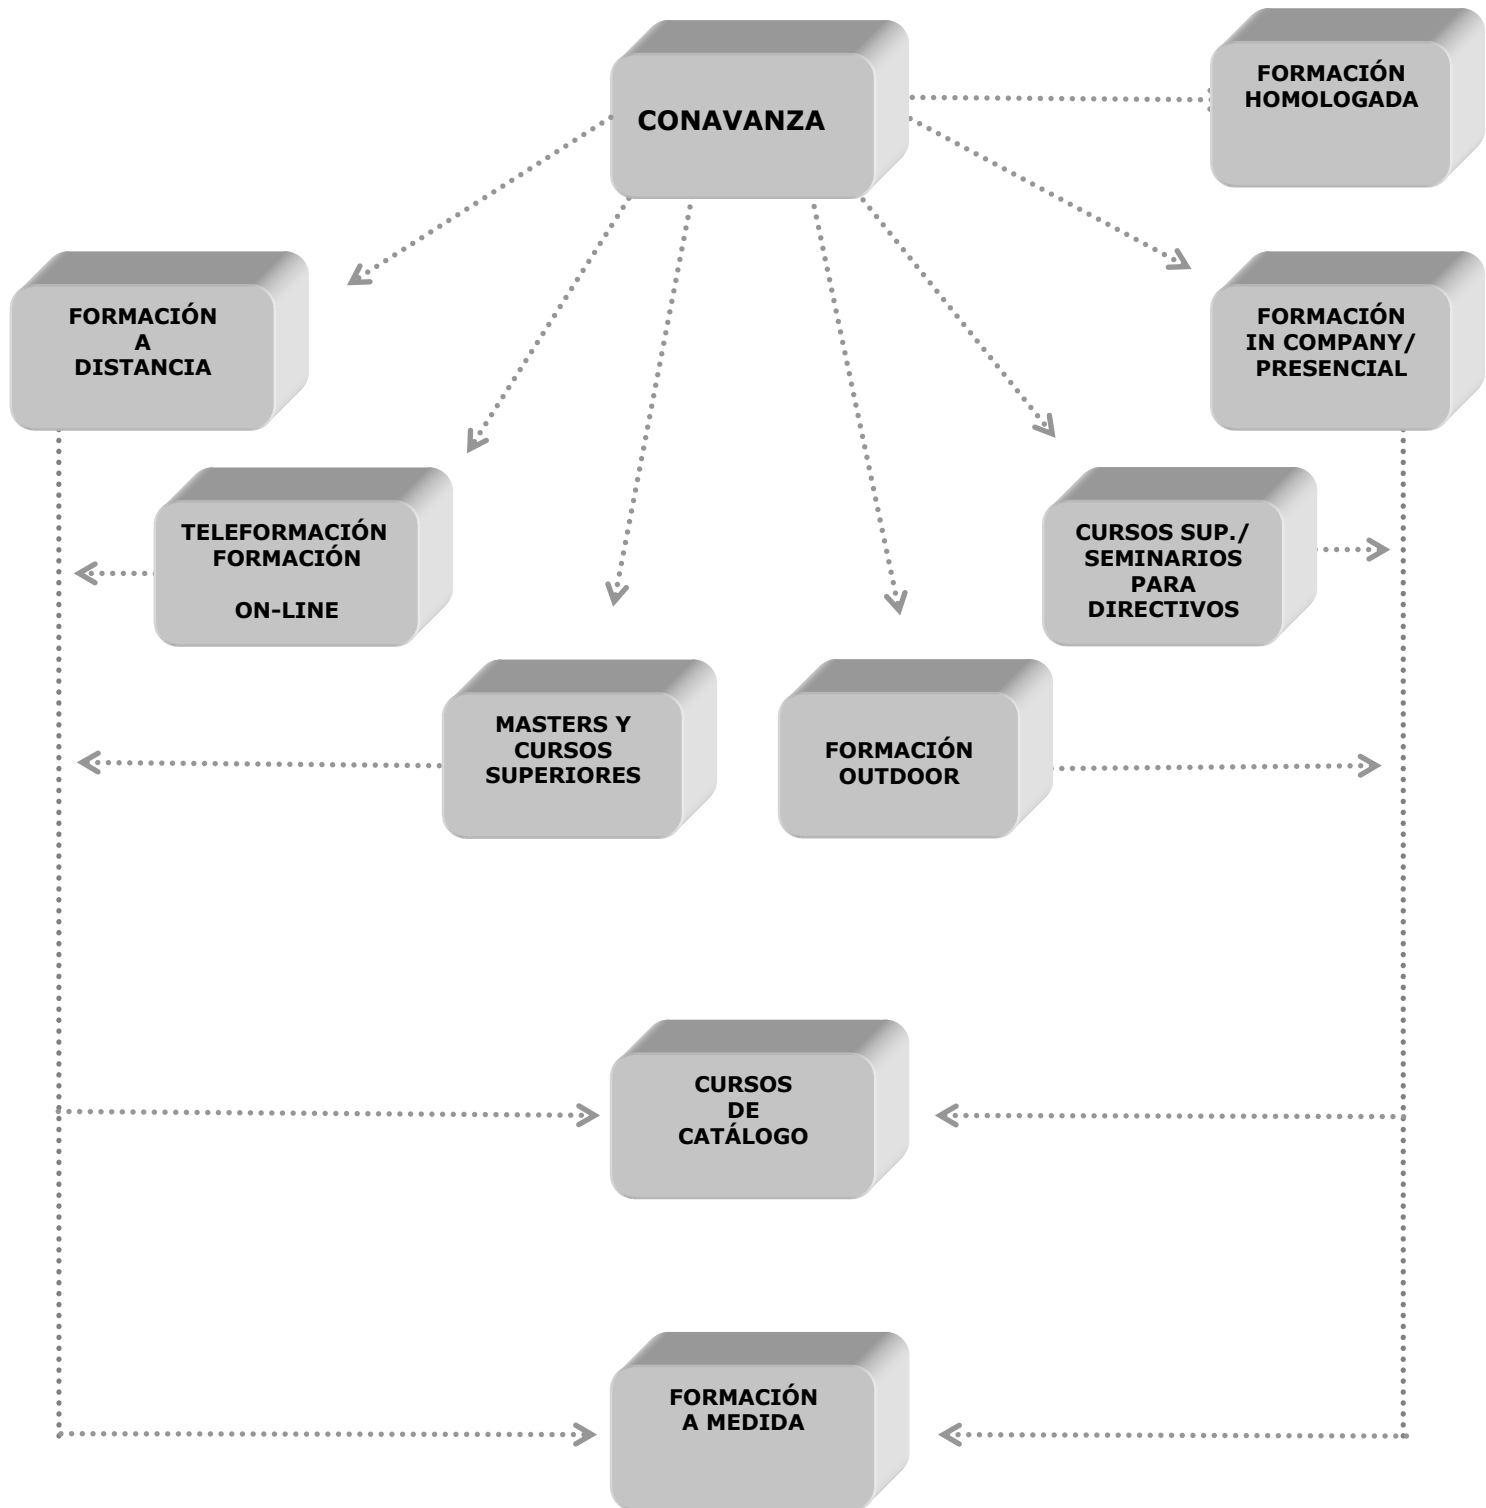 CONAVANZA
FORMACIÓN
HOMOLOGADA
FORMACIÓN
A
DISTANCIA
FORMACIÓN
IN COMPANY/
PRESENCIAL
TELEFORMACIÓN
FORMACIÓN
ON-LINE
CURSOS SUP./
SEMINARIOS
PARA
DIRECTIVOS
MASTERS Y
CURSOS
SUPERIORES
FORMACIÓN
OUTDOOR
CURSOS
DE
CATÁLOGO
FORMACIÓN
A MEDIDA